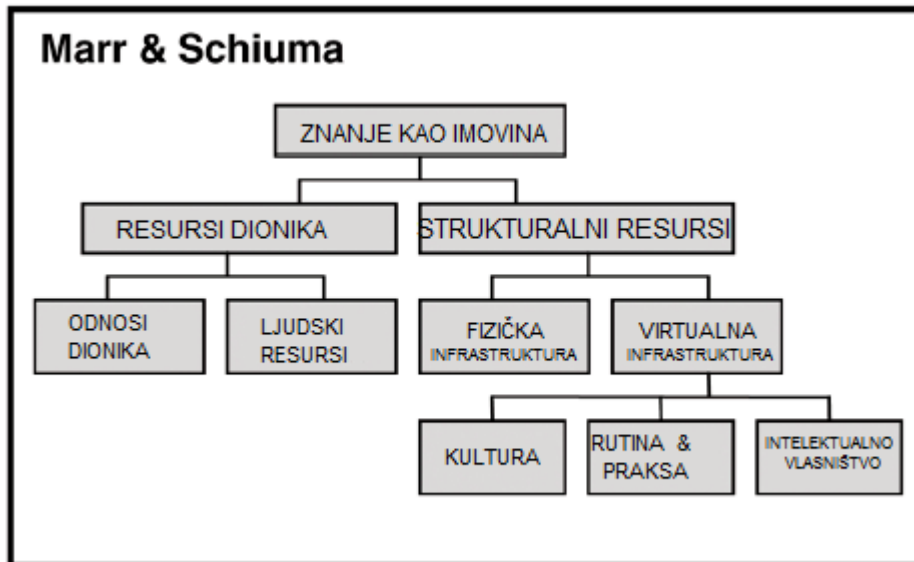 Marr & Schiuma
ZNANJE KAO IMOVINA
RESURSI DIONIKA
STRUKTURALNI RESURSI
ODNOSI
DIONIKA
LJUDSKI
RESURSI
FIZIČKA
INFRASTRUKTURA
VIRTUALNA
INFRASTRUKTURA
KULTURA
RUTINA &
PRAKSA
INTELEKTUALNO
VLASNIŠTVO